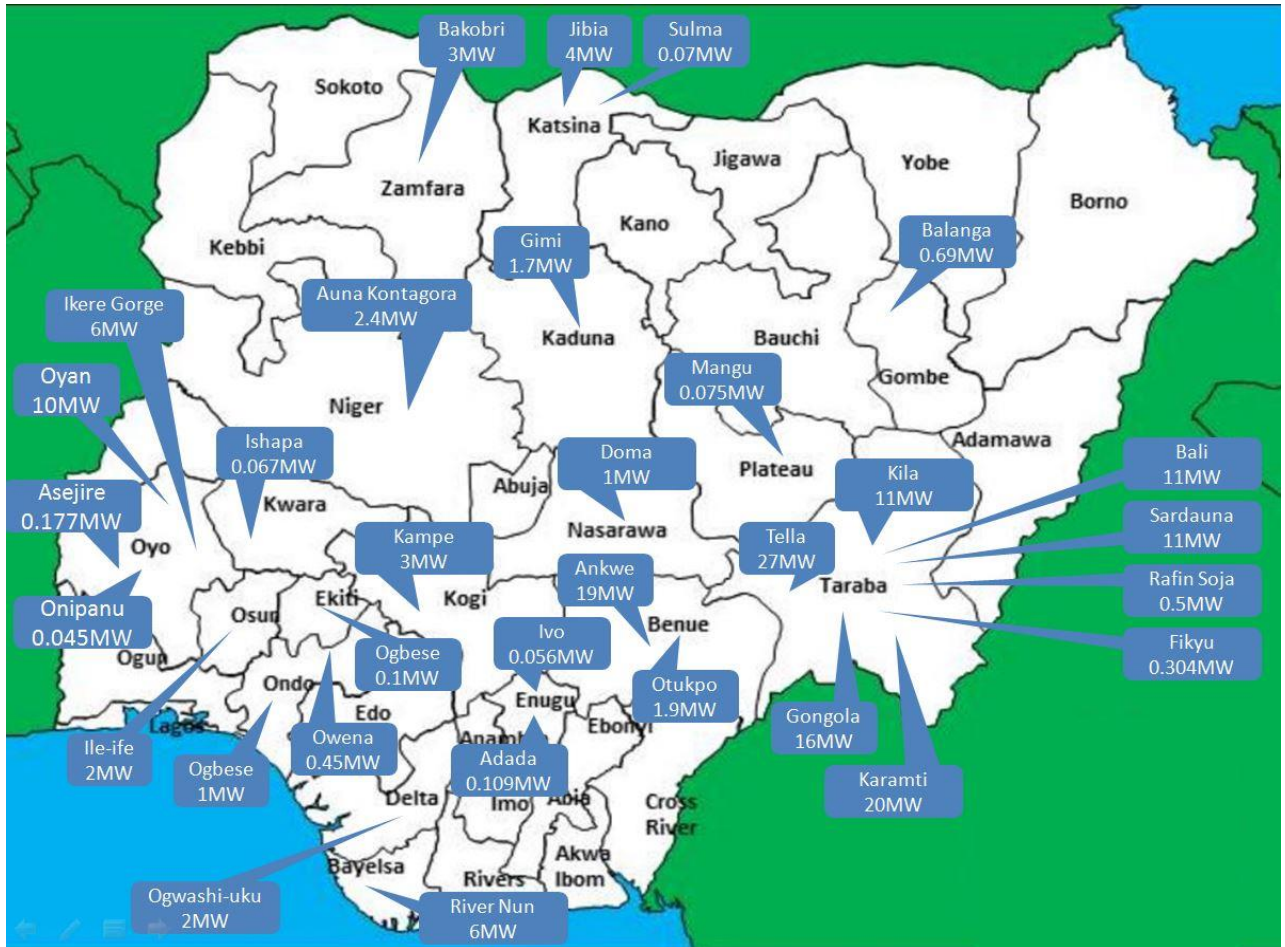 Bakobri
3MW
Jibia
4MW
Sulma
0.07MW
Sokoto
Katsina
Zamfara
Jigawa
Yobe
Borno
Kano
Kebbi
Gimi
1.7MW
Balanga
0.69MW
Auna Kontagora
2.4MW
Ikere Gorge
6MW
Kaduna
Bauchi
Oyan
10MW
Mangu
0.075MW
Gombe
Niger
Ishapa
0.067MW
Doma
1MW
Adamawa
Bali
11MW
Plateau
Kila
11MW
Abuja
Asejire
0.177MW
Kwara
Kampe
3MW
Nasarawa
Tella
27MW
Sardauna
11MW
Oyo
Ankwe
19MW
Taraba
Rafin Soja
0.5MW
Onipanu
0.045MW
Osun
Ekiti
Kogi
Ivo
0.056MW
Benue
Fikyu
0.304MW
Ogun
Ogbese
0.1MW
Otukpo
1.9MW
Ondo
Enugu
Edo
Ebonyi
Gongola
16MW
Lagos
Ile-ife
2MW
Ogbese
1MW
Owena
0.45MW
Adada
0.109MW
Karamti
20MW
Delta
Imo
Abia
Cross
River
Bayelsa
Rivers
Akwa
Ibom
Ogwashi-uku
2MW
River Nun
6MW